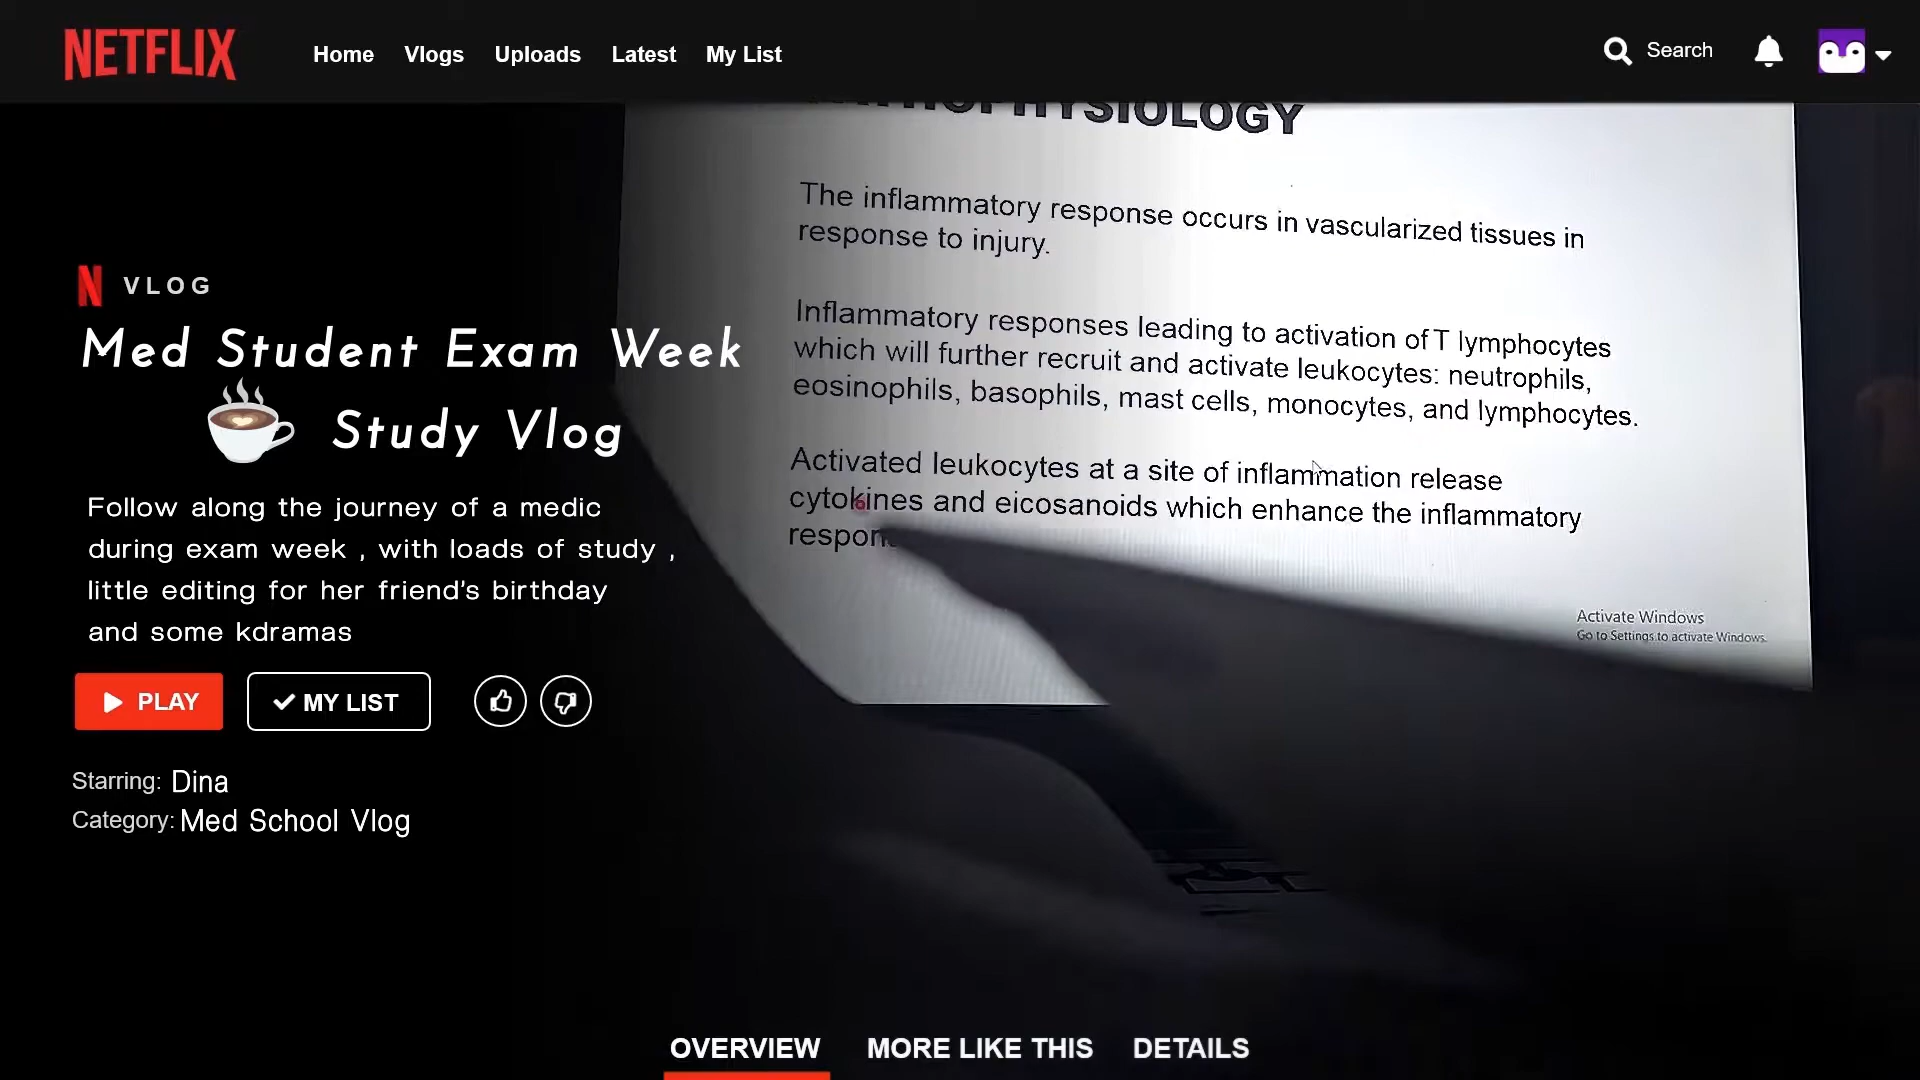 NETFLIX
Home Vlogs Uploads Latest My List
Search
VLOG
Med Student Exam Week
Study Vlog
Follow along the journey of a medic
during exam week , with loads of study ,
little editing for her friend's birthday
and some kdramas
PLAY
MY LIST
Starring: Dina
Category: Med School Vlog
The inflammatory response occurs in vascularized tissues in
response to injury.
Inflammatory responses leading to activation of T lymphocytes
which will further recruit and activate leukocytes: neutrophils,
eosinophils, basophils, mast cells, monocytes, and lymphocytes.
Activated leukocytes at a site of inflammation release
cytokines and eicosanoids which enhance the inflammatory
Activate Windows
Go to Settings to activate Windows.
OVERVIEW MORE LIKE THIS DETAILS